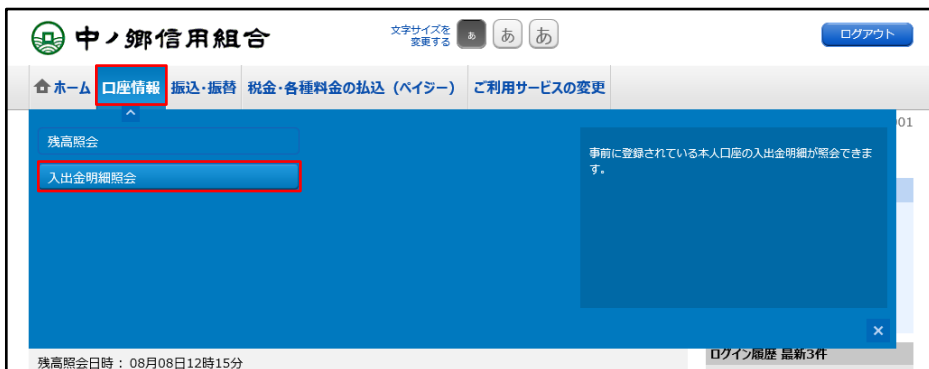 中ノ郷信用組合
文字サイズを
変更する
あ あ あ
ログアウト
ホーム 口座情報 振込・振替 税金・各種料金の払込（ペイジー） ご利用サービスの変更
01
残高照会
入出金明細照会
事前に登録されている本人口座の入出金明細が照会できま
す。
残高照会日時： 08月08日12時15分
ログイン履歴 最新3件